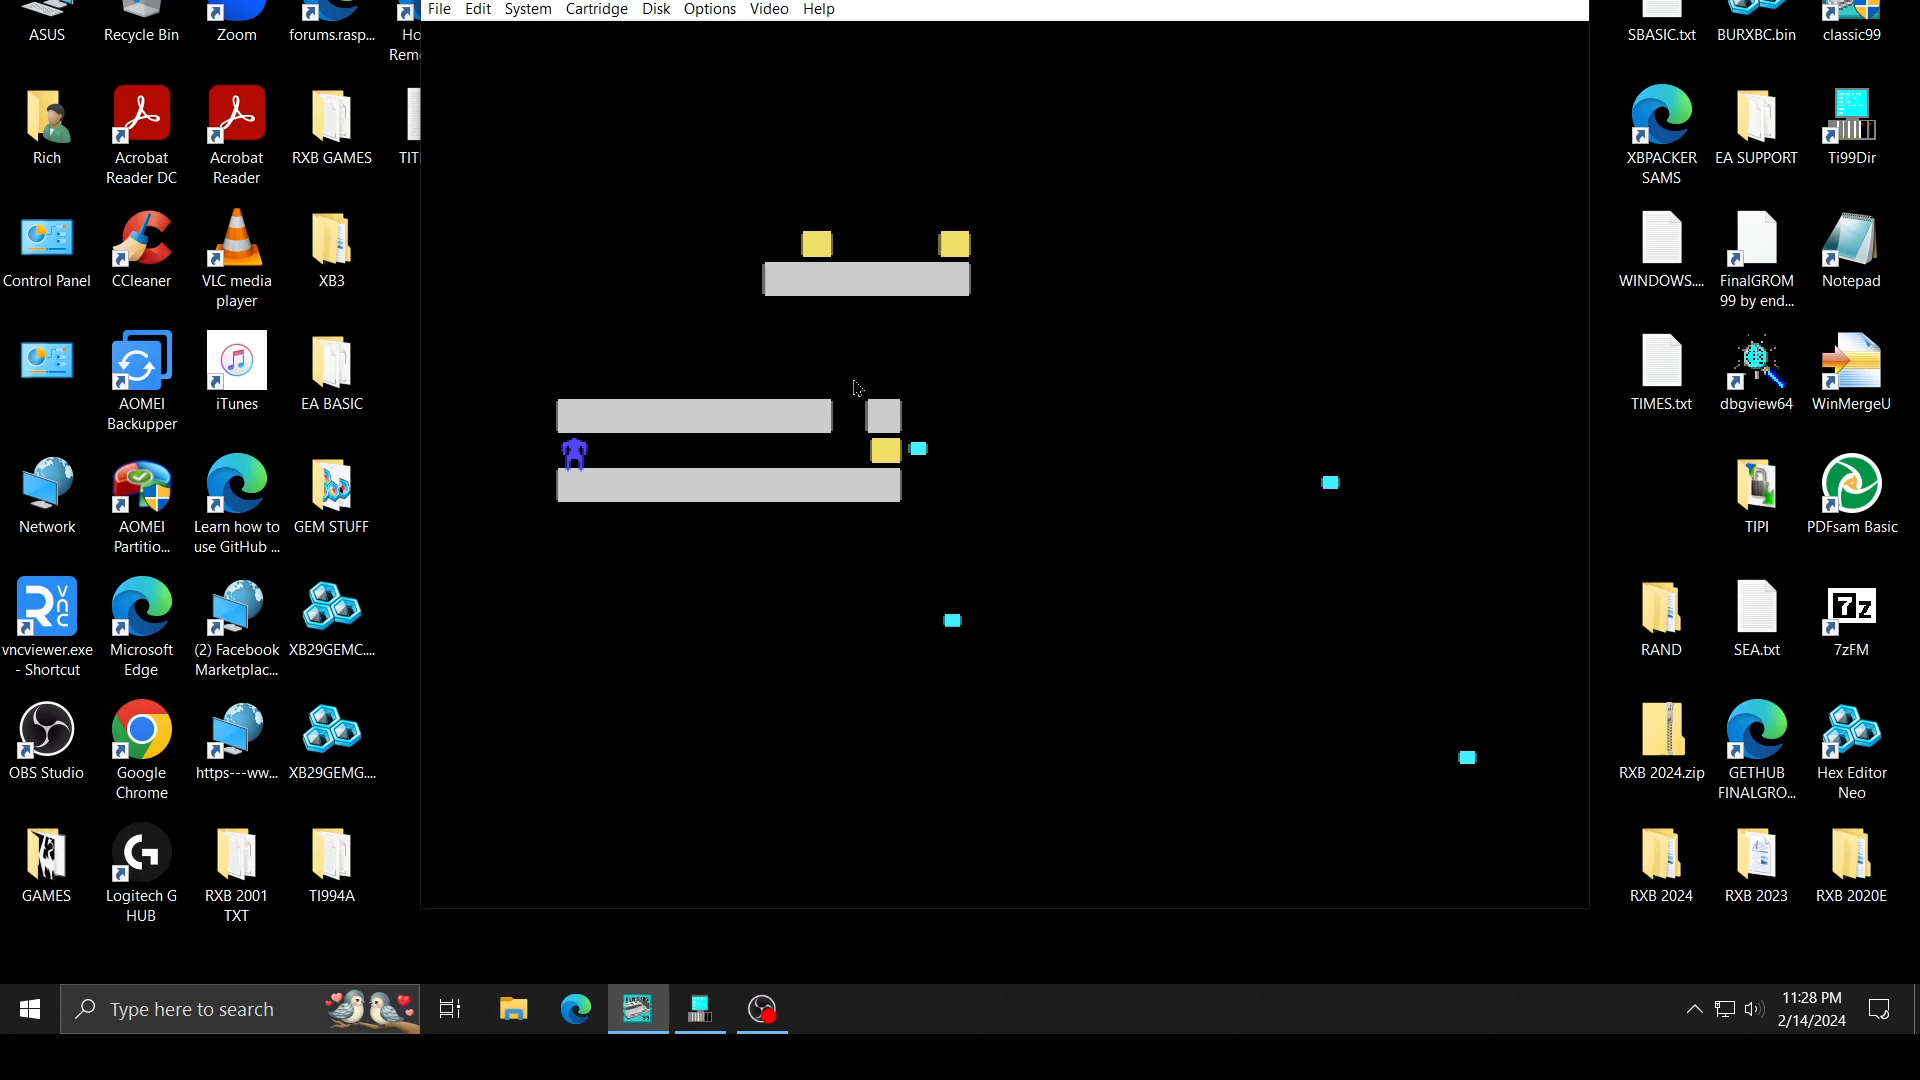 File Edit System Cartridge Disk Options Video Help
ASUS
Recycle Bin
Zoom
forums.rasp...
Ho
Rem
SBASIC.txt
BURXBC.bin
classic99
Rich
Acrobat
Reader DC
Acrobat
Reader
RXB GAMES
TITI
XBPACKER
SAMS
EA SUPPORT
Ti99Dir
Control Panel
CCleaner
VLC media
player
XB3
WINDOWS....
FinalGROM
99 by end...
Notepad
AOMEI
Backupper
iTunes
EA BASIC
TIMES.txt
dbgview64
WinMergeU
Network
AOMEI
Partitio...
Learn how to
use GitHub ...
GEM STUFF
TIPI
PDFsam Basic
VNC
vncviewer.exe
- Shortcut
Microsoft
Edge
(2) Facebook
Marketplac...
XB29GEMC....
RAND
SEA.txt
7z
7zFM
OBS Studio
Google
Chrome
https---ww...
XB29GEMG....
RXB 2024.zip
GETHUB
FINALGRO...
Hex Editor
Neo
GAMES
Logitech G
HUB
RXB 2001
TXT
TI994A
RXB 2024
RXB 2023
RXB 2020E
Type here to search
11:28 PM
2/14/2024